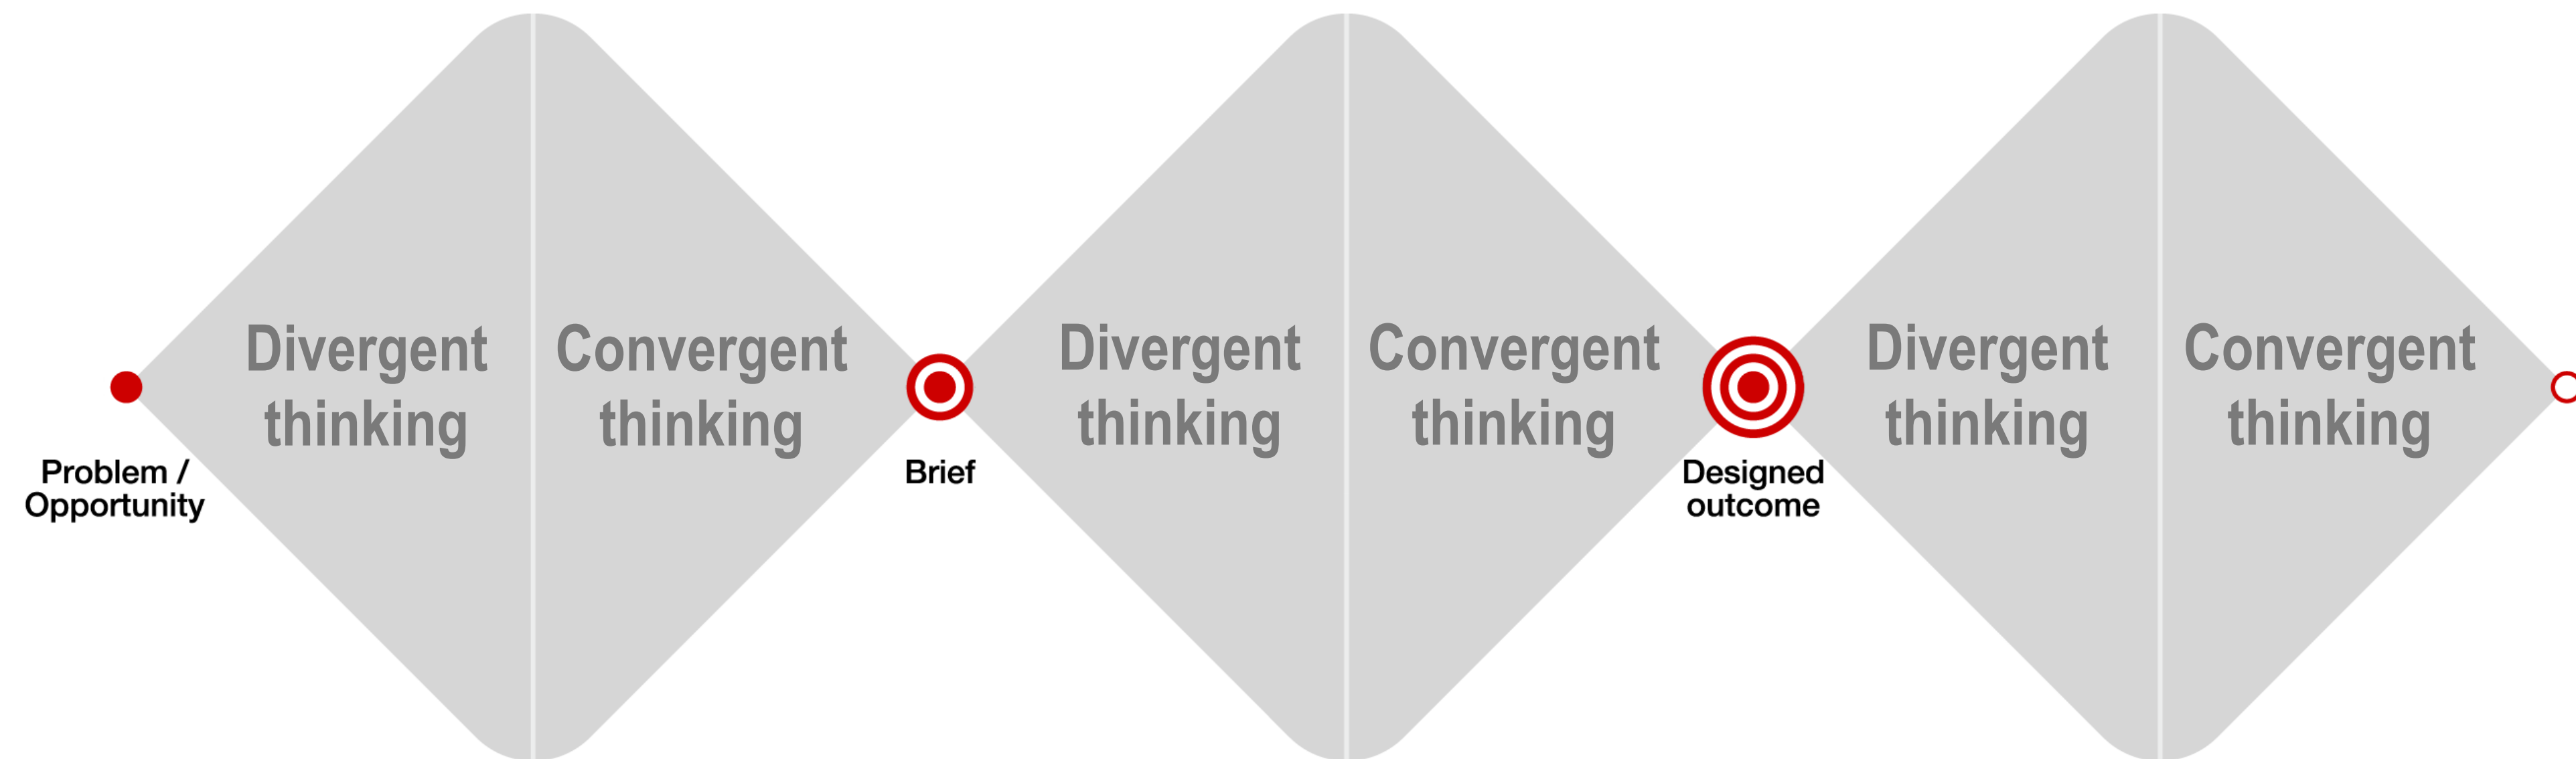 Divergent
thinking
Convergent
thinking
Divergent
thinking
Convergent
thinking
Divergent
thinking
Convergent
thinking
Problem /
Opportunity
Brief
Designed
outcome